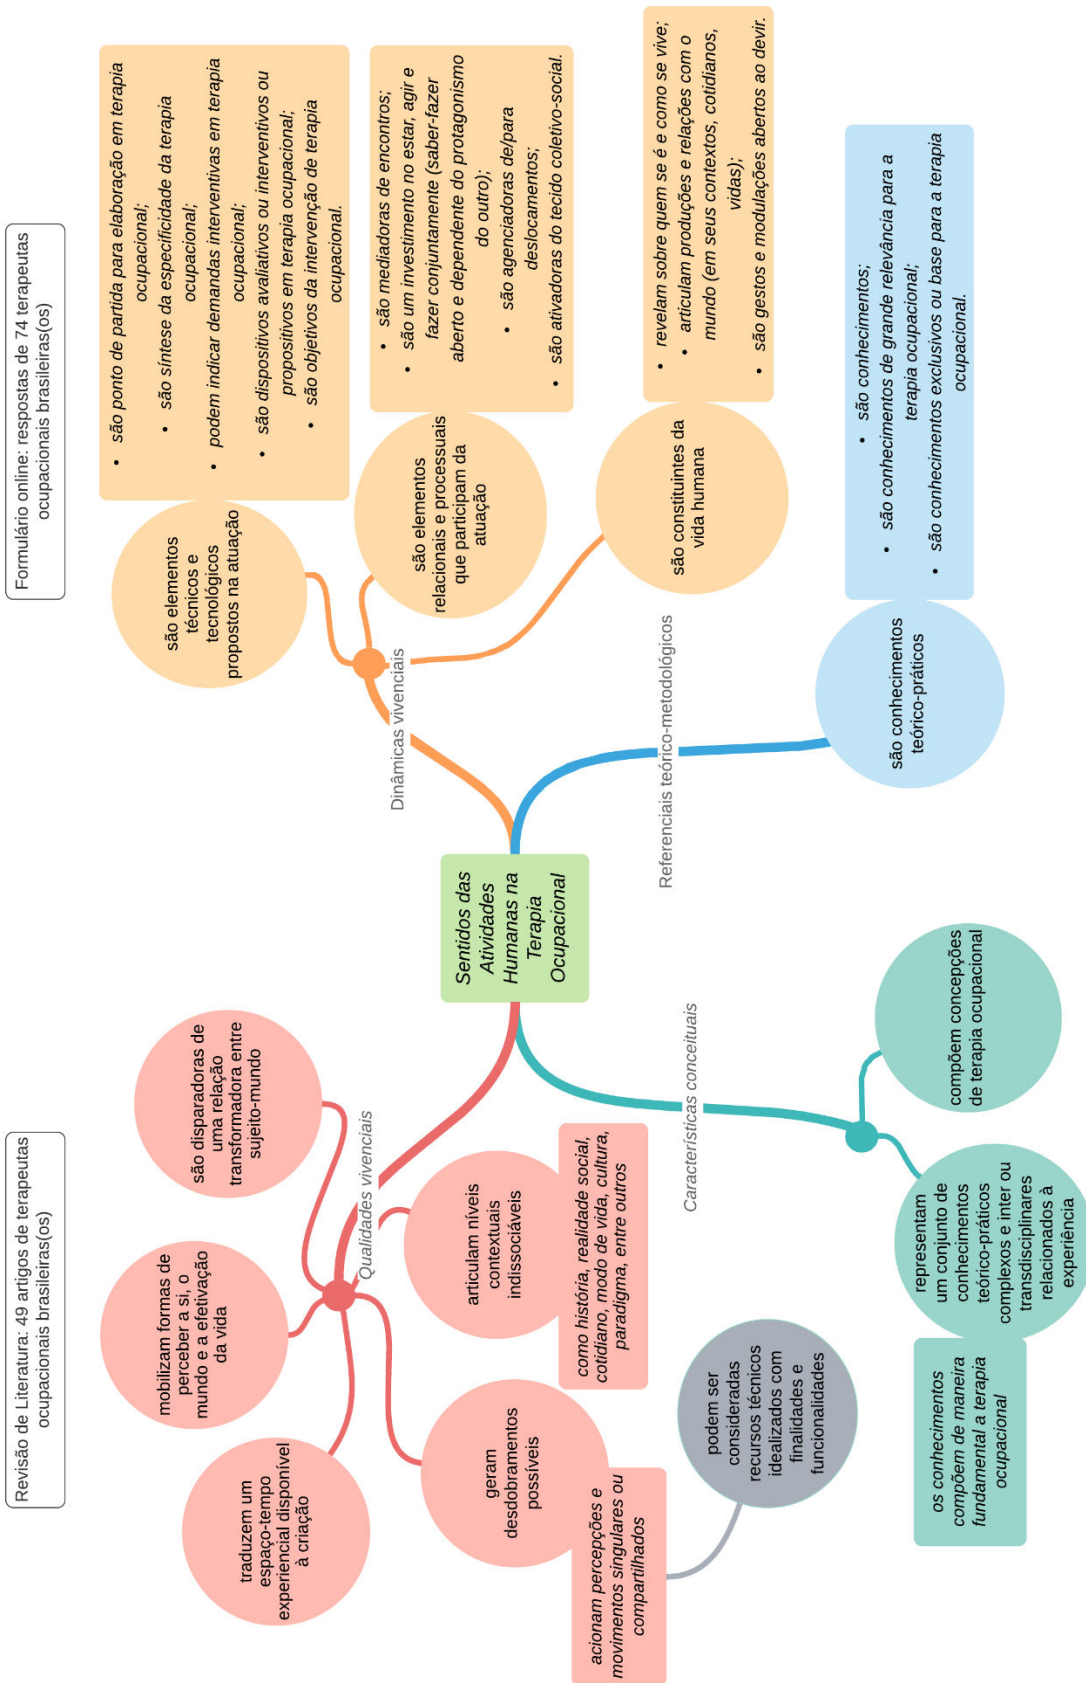 Revisão de Literatura: 49 artigos de terapeutas
ocupacionais brasileiras(os)
Formulário online: respostas de 74 terapeutas
ocupacionais brasileiras(os)
Sentidos das
Atividades
Humanas na
Terapia
Ocupacional
Qualidades vivenciais
traduzem um
espaço-tempo
experiencial disponível
à criação
mobilizam formas de
perceber a si, o
mundo e a efetivação
da vida
são disparadoras de
uma relação
transformadora entre
sujeito-mundo
geram
desdobramentos
possíveis
acionam percepções e
movimentos singulares ou
compartilhados
articulam níveis
contextuais
indissociáveis
como história, realidade social,
cotidiano, modo de vida, cultura,
paradigma, entre outros
podem ser
consideradas
recursos técnicos
idealizados com
finalidades e
funcionalidades
Características conceituais
representam
um conjunto de
conhecimentos
teórico-práticos
complexos e inter ou
transdisciplinares
relacionados à
experiência
os conhecimentos
compõem de maneira
fundamental a terapia
ocupacional
compõem concepções
de terapia ocupacional
Dinâmicas vivenciais
são elementos
técnicos e
tecnológicos
propostos na atuação
• são ponto de partida para elaboração em terapia
ocupacional;
• são síntese da especificidade da terapia
ocupacional;
• podem indicar demandas interventivas em terapia
ocupacional;
• são dispositivos avaliativos ou interventivos ou
propositivos em terapia ocupacional;
• são objetivos da intervenção de terapia
ocupacional.
são elementos
relacionais e processuais
que participam da
atuação
• são mediadoras de encontros;
• são um investimento no estar, agir e
fazer conjuntamente (saber-fazer
aberto e dependente do protagonismo
do outro);
• são agenciadoras de/para
deslocamentos;
• são ativadoras do tecido coletivo-social.
são constituintes da
vida humana
• revelam sobre quem se é e como se vive;
• articulam produções e relações com o
mundo (em seus contextos, cotidianos,
vidas);
• são gestos e modulações abertos ao devir.
Referenciais teórico-metodológicos
são conhecimentos
teórico-práticos
• são conhecimentos;
• são conhecimentos de grande relevância para a
terapia ocupacional;
• são conhecimentos exclusivos ou base para a terapia
ocupacional.